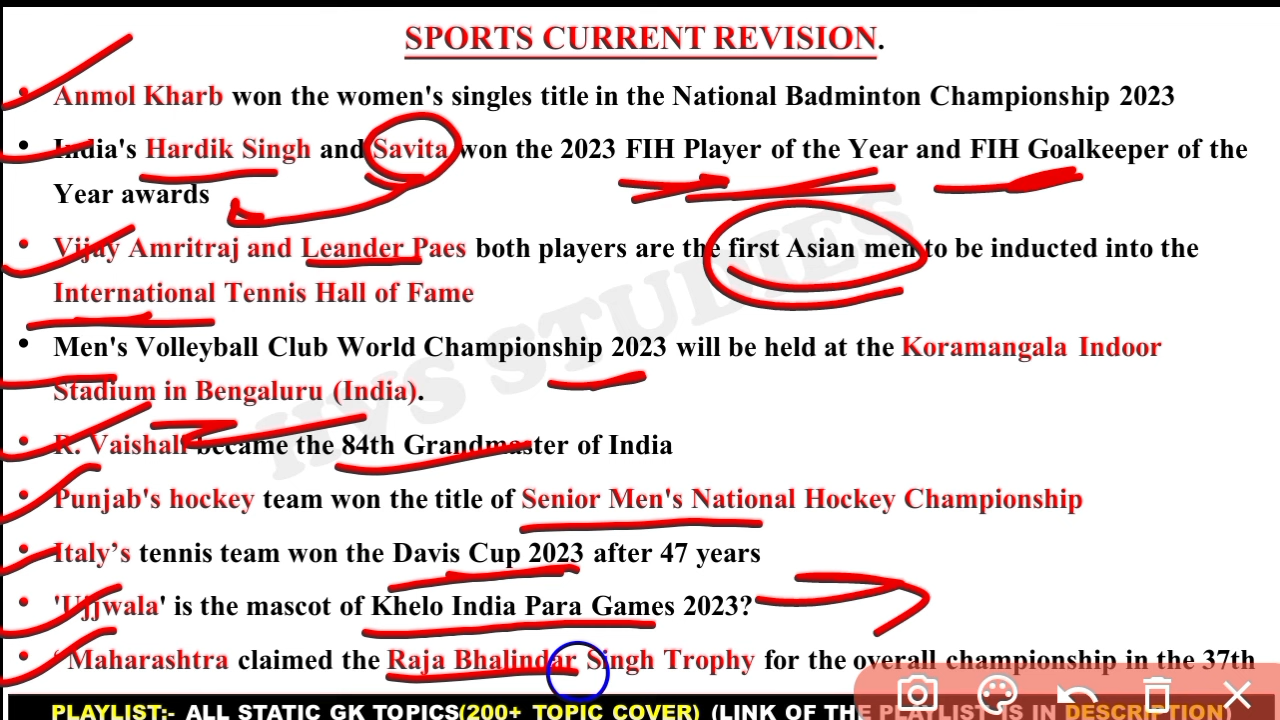 SPORTS CURRENT REVISION.
• Anmol Kharb won the women's singles title in the National Badminton Championship 2023
• India's Hardik Singh and Savita won the 2023 FIH Player of the Year and FIH Goalkeeper of the
Year awards
• Vijay Amritraj and Leander Paes both players are the first Asian men to be inducted into the
International Tennis Hall of Fame
• Men's Volleyball Club World Championship 2023 will be held at the Koramangala Indoor
Stadium in Bengaluru (India).
• R. Vaishali became the 84th Grandmaster of India
• Punjab's hockey team won the title of Senior Men's National Hockey Championship
• Italy’s tennis team won the Davis Cup 2023 after 47 years
• 'Ujjwala' is the mascot of Khelo India Para Games 2023?
• ‘Maharashtra claimed the Raja Bhalindar Singh Trophy for the overall championship in the 37th
PLAYLIST:- ALL STATIC GK TOPICS(200+ TOPIC COVER) (LINK OF THE PLAYLIST IS IN DESCRIPTION)